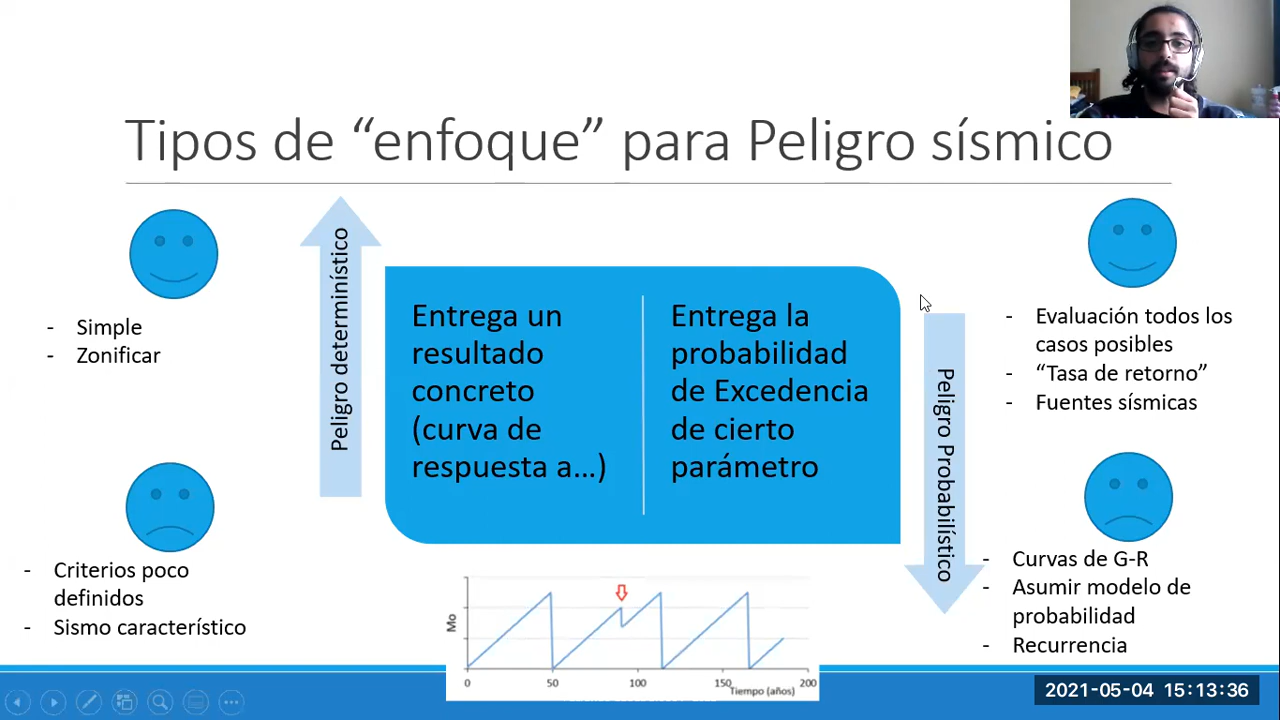 Tipos de “enfoque” para Peligro sísmico
- Simple
- Zonificar
- Criterios poco
definidos
- Sismo característico
Peligro determinístico
Entrega un
resultado
concreto
(curva de
respuesta a...)
Entrega la
probabilidad
de Excedencia
de cierto
parámetro
Peligro Probabilístico
- Evaluación todos los
casos posibles
- “Tasa de retorno”
- Fuentes sísmicas
- Curvas de G-R
- Asumir modelo de
probabilidad
- Recurrencia
Mo
0 50 100 150 200
Tiempo (años)
2021-05-04 15:13:36